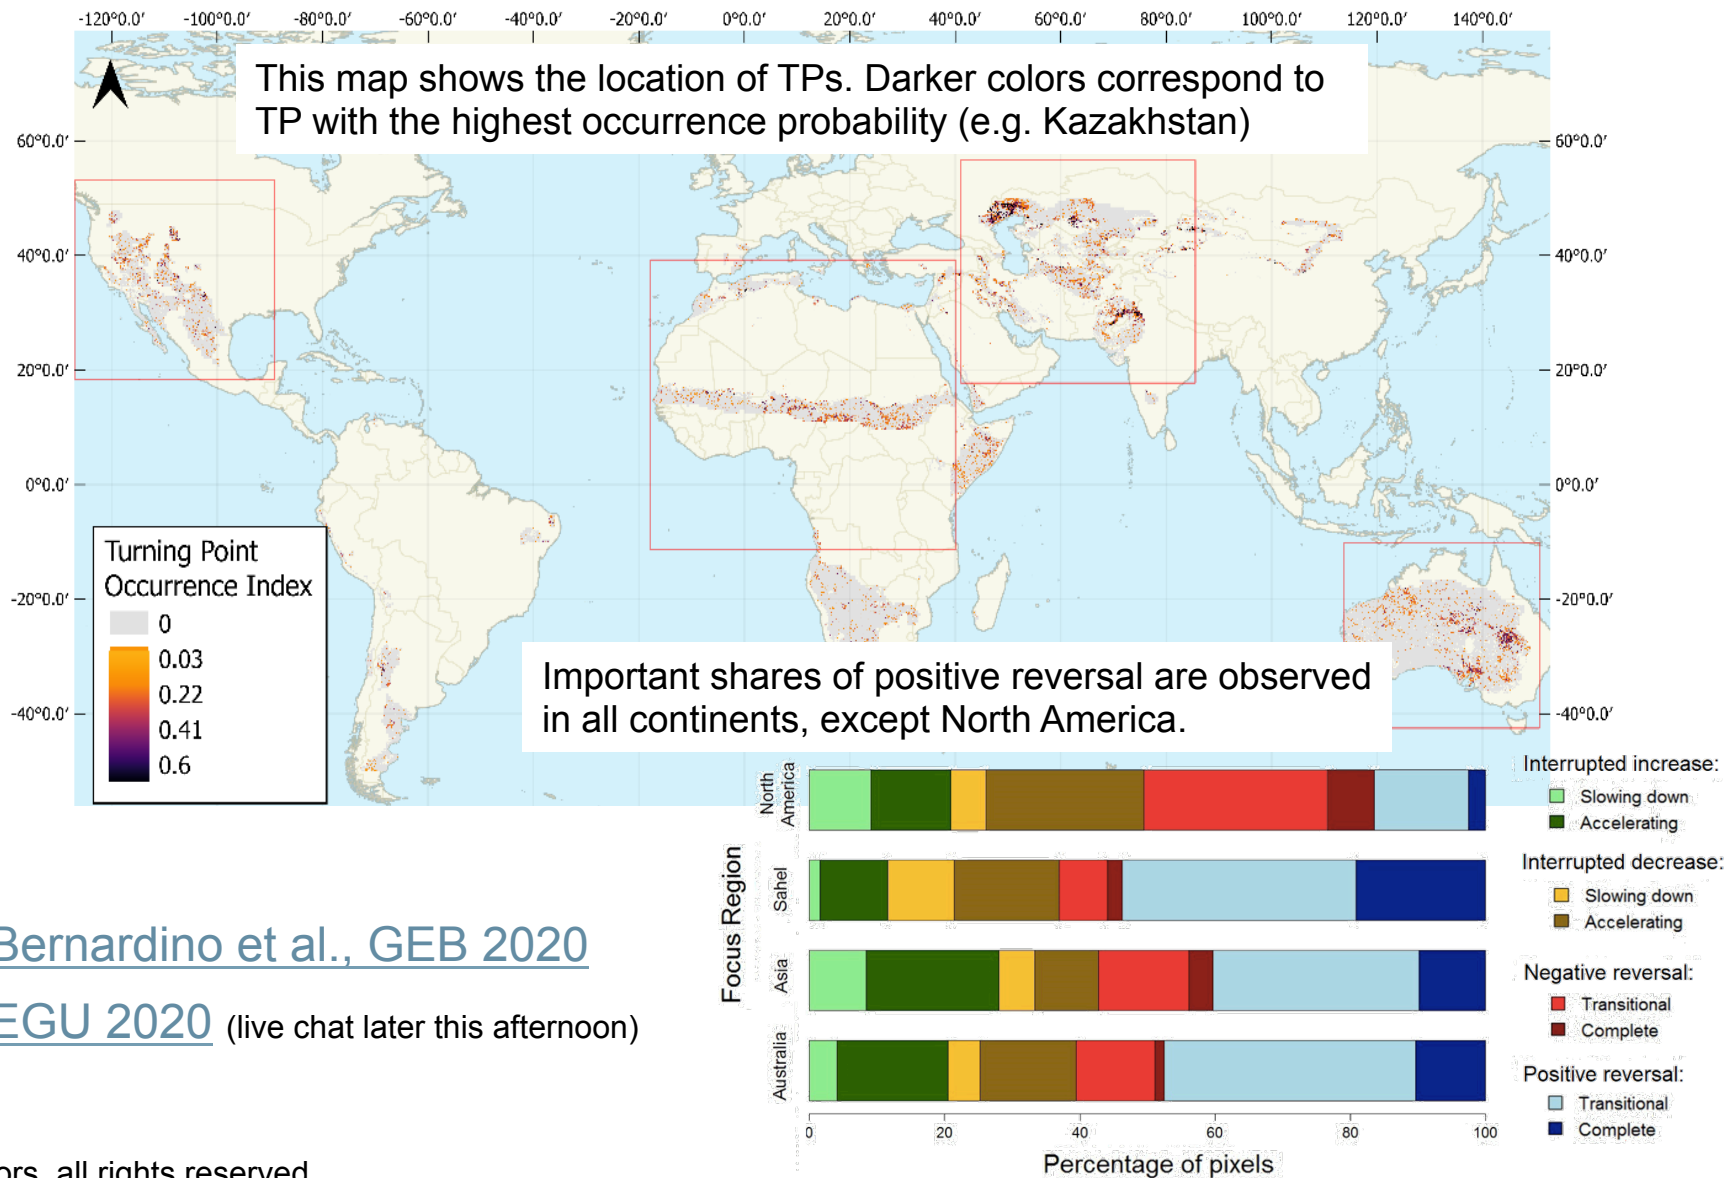 -120°0.0′ -100°0.0′ -80°0.0′ -60°0.0′ -40°0.0′ -20°0.0′ 0°0.0′ 20°0.0′ 40°0.0′ 60°0.0′ 80°0.0′ 100°0.0′ 120°0.0′ 140°0.0′
This map shows the location of TPs. Darker colors correspond to
TP with the highest occurrence probability (e.g. Kazakhstan)
60°0.0′ 60°0.0′
40°0.0′ 40°0.0′
20°0.0′ 20°0.0′
0°0.0′ 0°0.0′
-20°0.0′ -20°0.0′
-40°0.0′ -40°0.0′
Turning Point
Occurrence Index
0
0.03
0.22
0.41
0.6
Important shares of positive reversal are observed
in all continents, except North America.
Focus Region
North
America
Sahel
Asia
Australia
0 20 40 60 80 100
Percentage of pixels
Interrupted increase:
Slowing down
Accelerating
Interrupted decrease:
Slowing down
Accelerating
Negative reversal:
Transitional
Complete
Positive reversal:
Transitional
Complete
Bernardino et al., GEB 2020
EGU 2020 (live chat later this afternoon)
ors. all rights reserved